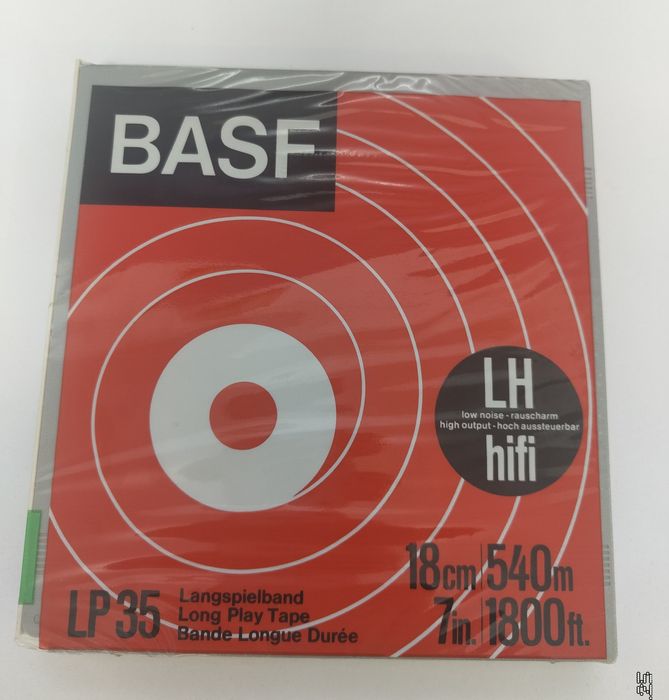 BASF
LH
low noise - rauscharm
high output - hoch aussteuerbar
hifi
18cm 540m
7in. 1800ft.
LP 35
Langspielband
Long Play Tape
Bande Longue Durée